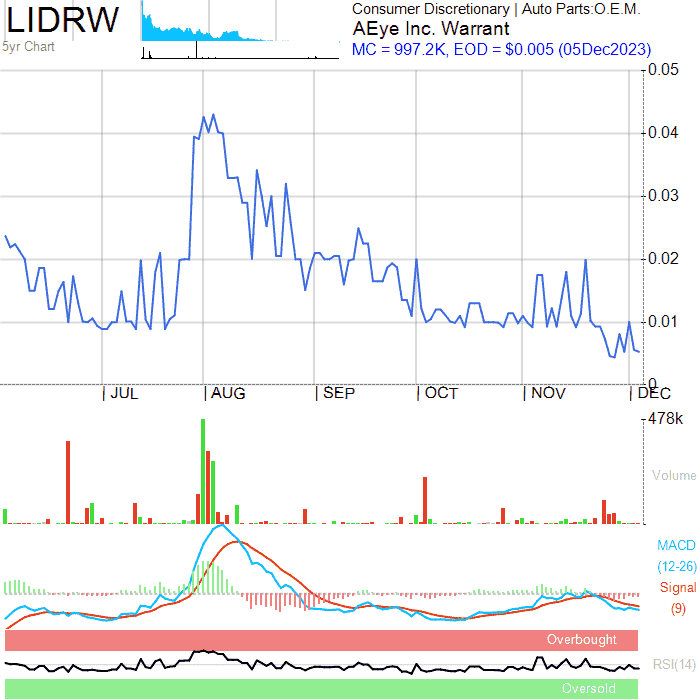 LIDRW
5yr Chart
Consumer Discretionary | Auto Parts:O.E.M.
AEye Inc. Warrant
MC = 997.2K, EOD = $0.005 (05Dec2023)
0.05
0.04
0.03
0.02
0.01
0
| JUL | AUG | SEP | OCT | NOV | DEC
478k
Volume
MACD
(12-26)
Signal
(9)
Overbought
RSI(14)
Oversold